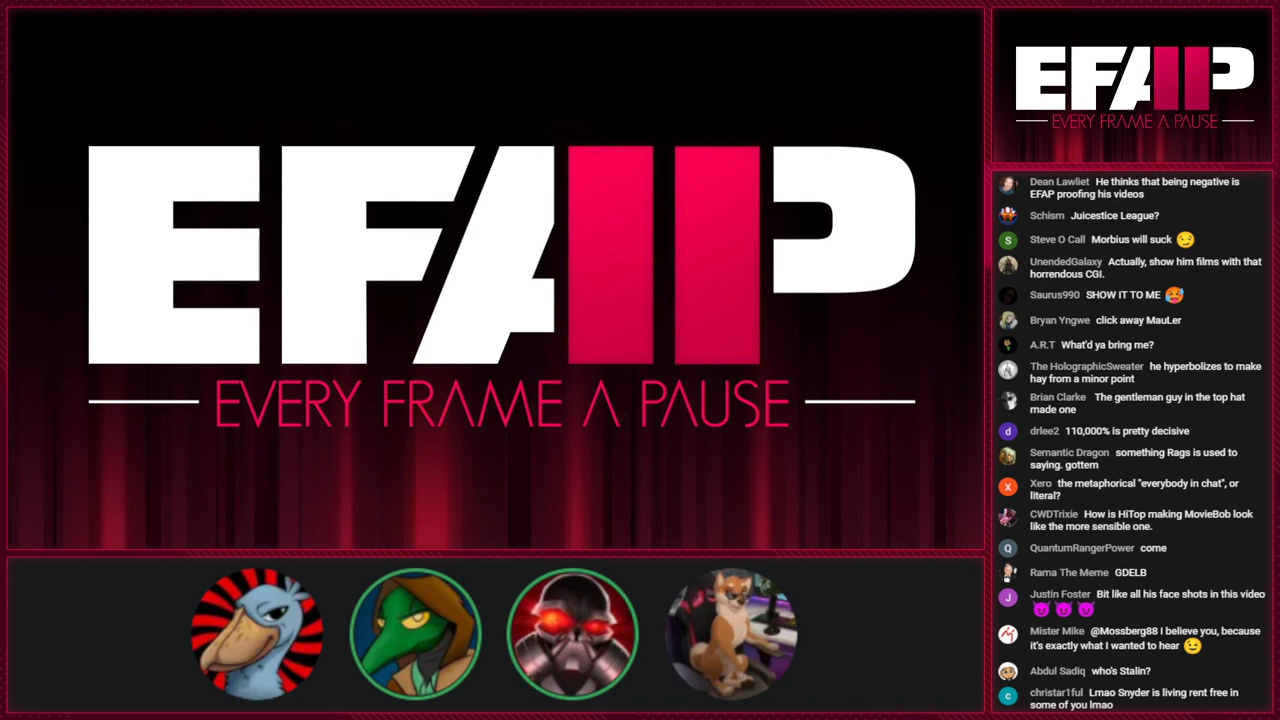 EFAP
EVERY FRAME A PAUSE
EFAP
EVERY FRAME A PAUSE
Dean Lawliet He thinks that being negative is
EFAP proofing his videos
Schism Juicestice League?
S
Steve O Call Morbius will suck 😏
UnendedGalaxy Actually, show him films with that
horrendous CGI.
Saurus990 SHOW IT TO ME 🥵
Bryan Yngwe click away MauLer
A.R.T What'd ya bring me?
The HolographicSweater he hyperbolizes to make
hay from a minor point
Brian Clarke The gentleman guy in the top hat
made one
d
drlee2 110,000% is pretty decisive
Semantic Dragon something Rags is used to
saying. gottem
X
Xero the metaphorical "everybody in chat", or
literal?
CWDTrixie How is HiTop making MovieBob look
like the more sensible one.
Q
QuantumRangerPower come
Rama The Meme GDELB
J
Justin Foster Bit like all his face shots in this video
😈 😈 😈
Mister Mike @Mossberg88 I believe you, because
it's exactly what I wanted to hear 😉
Abdul Sadiq who's Stalin?
c
christar1ful Lmao Snyder is living rent free in
some of you lmao